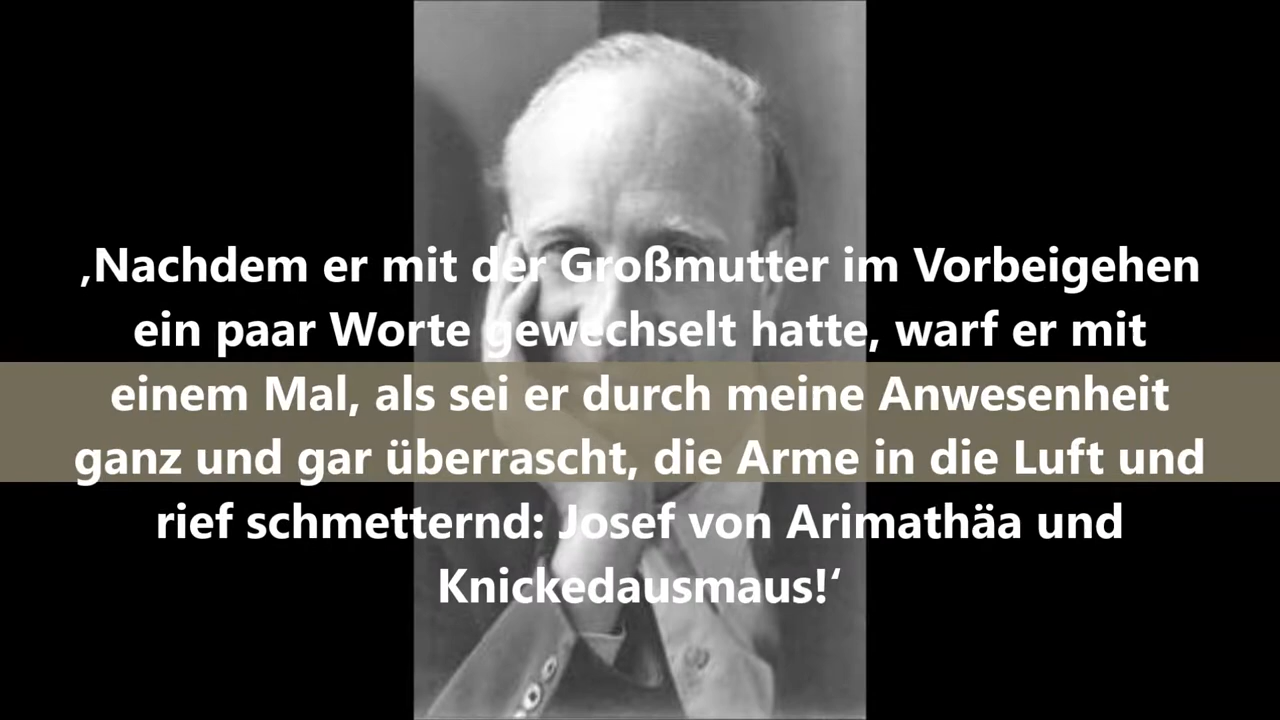 ‚Nachdem er mit der Großmutter im Vorbeigehen
ein paar Worte gewechselt hatte, warf er mit
einem Mal, als sei er durch meine Anwesenheit
ganz und gar überrascht, die Arme in die Luft und
rief schmetternd: Josef von Arimathäa und
Knickedausmaus!‘